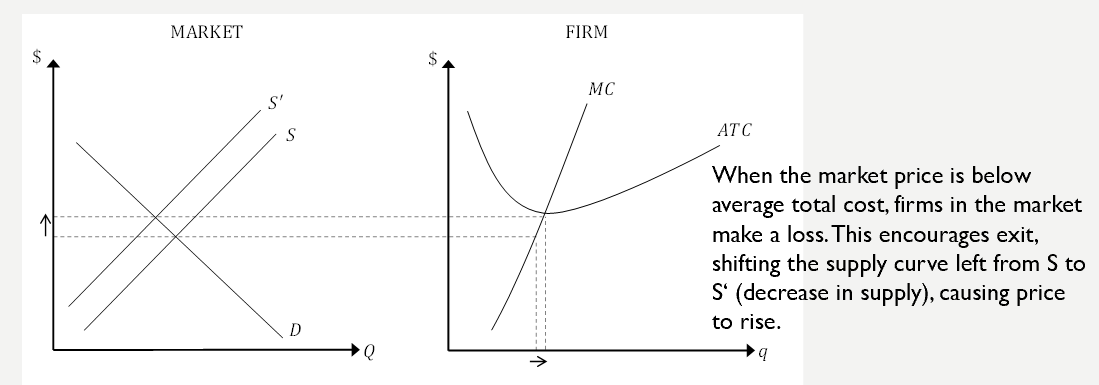 MARKET
FIRM
$
$
S′
S
MC
ATC
D
Q
q
When the market price is below
average total cost, firms in the market
make a loss. This encourages exit,
shifting the supply curve left from S to
S‘ (decrease in supply), causing price
to rise.